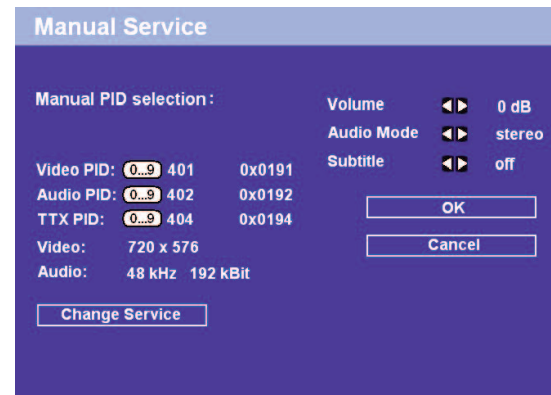 Manual Service
Manual PID selection:
Video PID: 0...9 401 0x0191
Audio PID: 0...9 402 0x0192
TTX PID: 0...9 404 0x0194
Video: 720 x 576
Audio: 48 kHz 192 kBit
Change Service
Volume 0 dB
Audio Mode stereo
Subtitle off
OK
Cancel